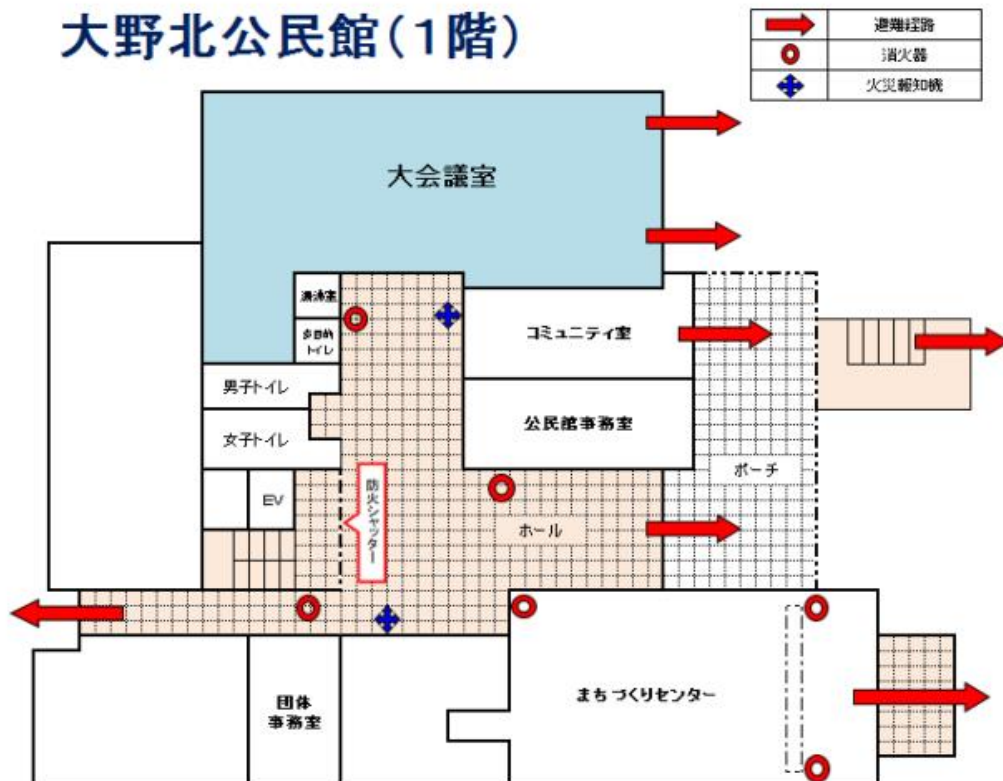 大野北公民館(1階)
避難経路
消火器
火災報知機
大会議室
湯沸室
多目的
トイレ
コミュニティ室
男子トイレ
公民館事務室
女子トイレ
ポーチ
EV
防火シャッター
ホール
団体
事務室
まちづくりセンター